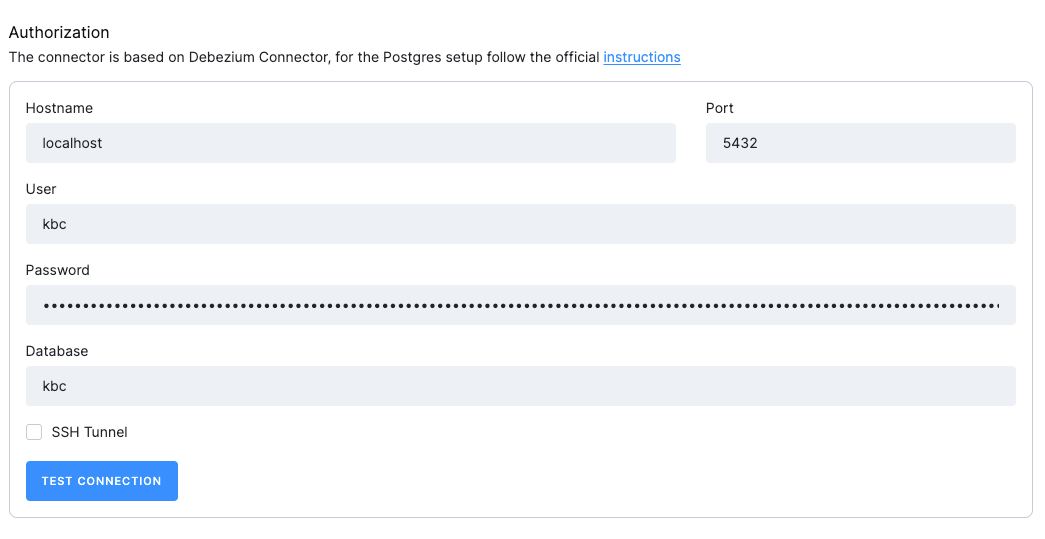 Authorization
The connector is based on Debezium Connector, for the Postgres setup follow the official instructions
Hostname
Port
localhost
5432
User
kbc
Password
••••••••••••••••••••••••••••••••••••••••••••••••••••••••••••••••••••••••••••••••••••••••••••••••••••••••••••••••••••••••••
Database
kbc
SSH Tunnel
TEST CONNECTION